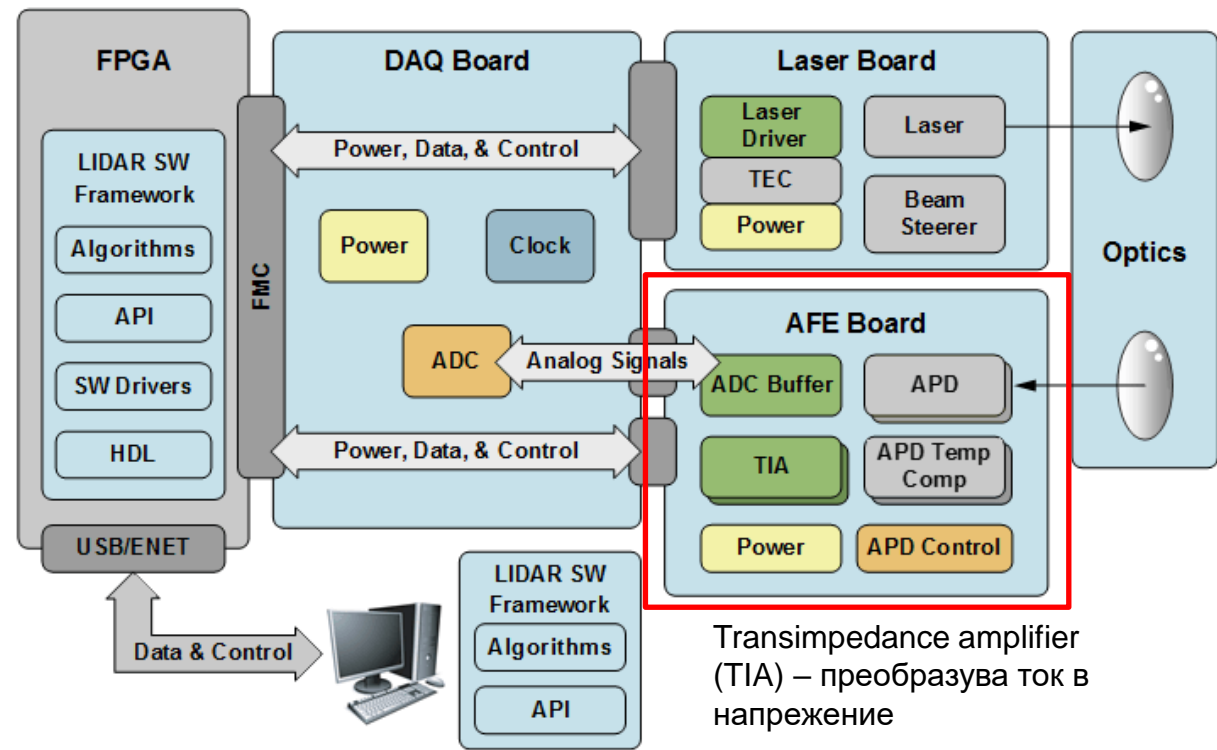 FPGA
LIDAR SW
Framework
Algorithms
API
SW Drivers
HDL
USB/ENET
FMC
DAQ Board
Power, Data, & Control
Power
Clock
ADC
Analog Signals
Power, Data, & Control
Laser Board
Laser
Driver
TEC
Power
Laser
Beam
Steerer
AFE Board
ADC Buffer
APD
TIA
APD Temp
Comp
Power
APD Control
Optics
Data & Control
LIDAR SW
Framework
Algorithms
API
Transimpedance amplifier
(TIA) – преобразува ток в
напрежение